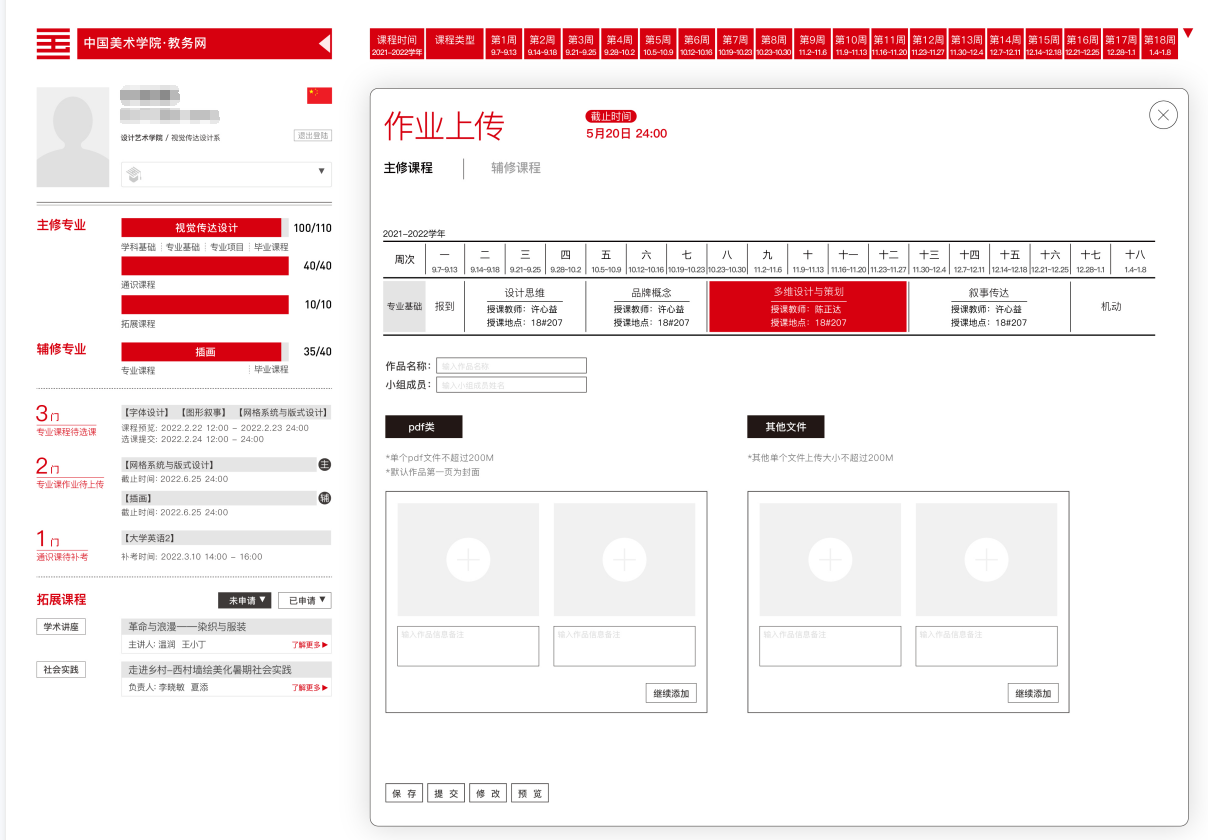 中国美术学院·教务网
设计艺术学院 / 视觉传达设计系
退出登陆
主修专业
视觉传达设计
100/110
学科基础 专业基础 专业项目 毕业课程
40/40
通识课程
10/10
拓展课程
辅修专业
插画
35/40
专业课程 毕业课程
3门
专业课程待选课
【字体设计】 【图形叙事】 【网格系统与版式设计】
课程预览: 2022.2.22 12:00 – 2022.2.23 24:00
选课提交: 2022.2.24 12:00 – 24:00
2门
专业课作业待上传
【网格系统与版式设计】 主
截止时间: 2022.6.25 24:00
【插画】 辅
截止时间: 2022.6.25 24:00
1门
通识课待补考
【大学英语2】
补考时间: 2022.3.10 14:00 – 16:00
拓展课程
未申请▼
已申请▼
学术讲座
革命与浪漫——染织与服装
主讲人: 温润 王小丁
了解更多▶
社会实践
走进乡村–西村墙绘美化暑期社会实践
负责人: 李晓敏 夏添
了解更多▶
课程时间 课程类型 第1周 第2周 第3周 第4周 第5周 第6周 第7周 第8周 第9周 第10周 第11周 第12周 第13周 第14周 第15周 第16周 第17周 第18周
2021–2022学年 9.7–9.13 9.14–9.18 9.21–9.25 9.28–10.2 10.5–10.9 10.12–10.16 10.19–10.23 10.23–10.30 11.2–11.6 11.9–11.13 11.16–11.20 11.23–11.27 11.30–12.4 12.7–12.11 12.14–12.18 12.21–12.25 12.28–1.1 1.4–1.8
作业上传
截止时间
5月20日 24:00
主修课程
辅修课程
2021–2022学年
周次 一 二 三 四 五 六 七 八 九 十 十一 十二 十三 十四 十五 十六 十七 十八
9.7–9.13 9.14–9.18 9.21–9.25 9.28–10.2 10.5–10.9 10.12–10.16 10.19–10.23 10.23–10.30 11.2–11.6 11.9–11.13 11.16–11.20 11.23–11.27 11.30–12.4 12.7–12.11 12.14–12.18 12.21–12.25 12.28–1.1 1.4–1.8
专业基础
报到
设计思维
授课教师: 许心益
授课地点: 18#207
品牌概念
授课教师: 许心益
授课地点: 18#207
多维设计与策划
授课教师: 陈正达
授课地点: 18#207
叙事传达
授课教师: 许心益
授课地点: 18#207
机动
作品名称: 输入作品名称
小组成员: 输入小组成员姓名
pdf类
*单个pdf文件不超过200M
*默认作品第一页为封面
输入作品信息备注
输入作品信息备注
继续添加
其他文件
*其他单个文件上传大小不超过200M
输入作品信息备注
输入作品信息备注
继续添加
保 存
提 交
修 改
预 览